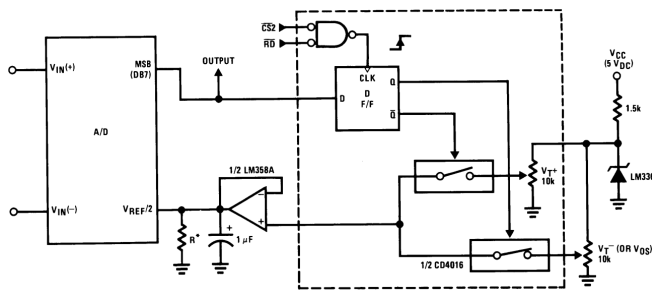 CS2
RD
VCC
(5 VDC)
OUTPUT
VIN(+)
MSB
(DB7)
CLK
D
D
F/F
Q
Q
1.5k
A/D
1/2 LM358A
VT+
10k
VIN(−)
VREF/2
−
+
+
R*
1 μF
1/2 CD4016
VT− (OR VOS)
10k